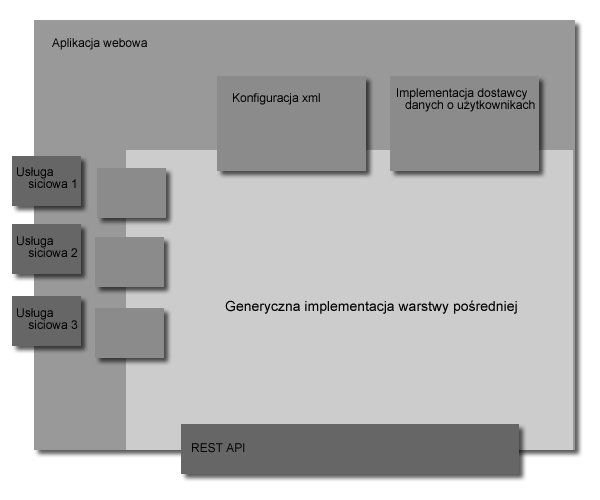 Aplikacja webowa
Konfiguracja xml
Implementacja dostawcy
danych o użytkownikach
Usługa
siciowa 1
Usługa
siciowa 2
Usługa
siciowa 3
Generyczna implementacja warstwy pośredniej
REST API